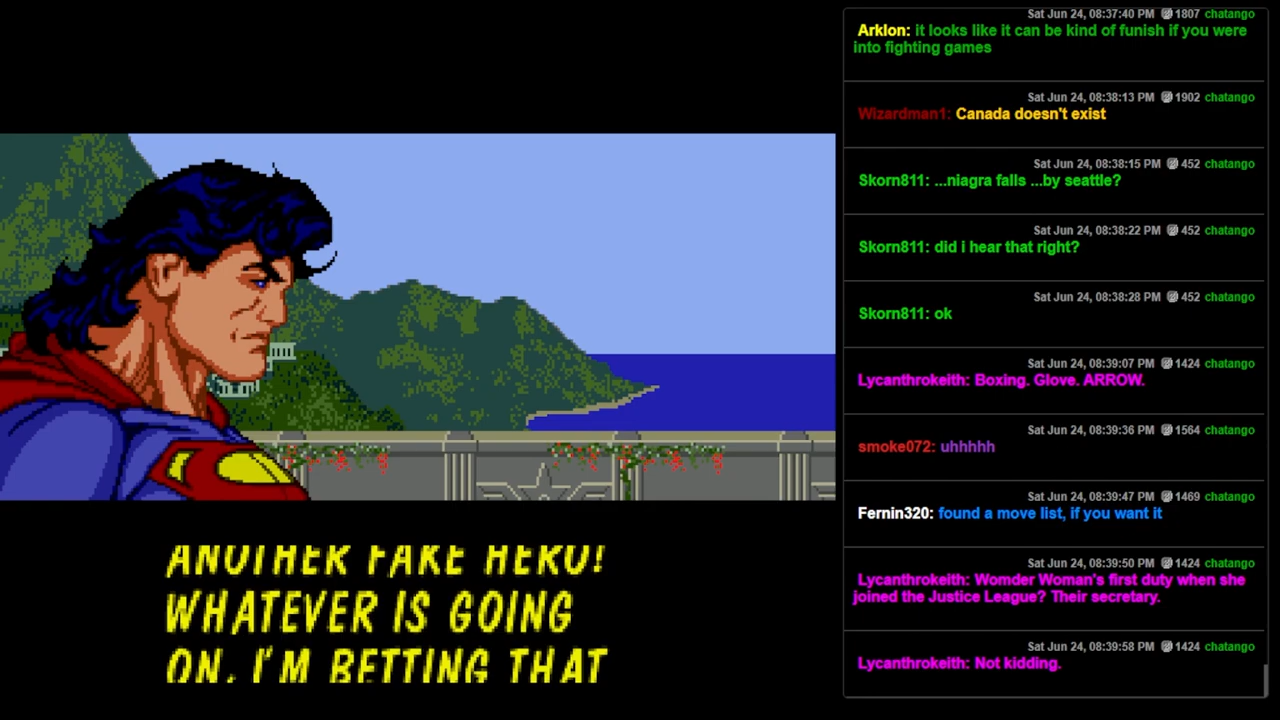 ANOTHER FAKE HERO!
WHATEVER IS GOING
ON, I'M BETTING THAT
Sat Jun 24, 08:37:40 PM 1807 chatango
Arklon: it looks like it can be kind of funish if you were
into fighting games
Sat Jun 24, 08:38:13 PM 1902 chatango
Wizardman1: Canada doesn't exist
Sat Jun 24, 08:38:15 PM 452 chatango
Skorn811: ...niagra falls ...by seattle?
Sat Jun 24, 08:38:22 PM 452 chatango
Skorn811: did i hear that right?
Sat Jun 24, 08:38:28 PM 452 chatango
Skorn811: ok
Sat Jun 24, 08:39:07 PM 1424 chatango
Lycanthrokeith: Boxing. Glove. ARROW.
Sat Jun 24, 08:39:36 PM 1564 chatango
smoke072: uhhhhh
Sat Jun 24, 08:39:47 PM 1469 chatango
Fernin320: found a move list, if you want it
Sat Jun 24, 08:39:50 PM 1424 chatango
Lycanthrokeith: Womder Woman's first duty when she
joined the Justice League? Their secretary.
Sat Jun 24, 08:39:58 PM 1424 chatango
Lycanthrokeith: Not kidding.